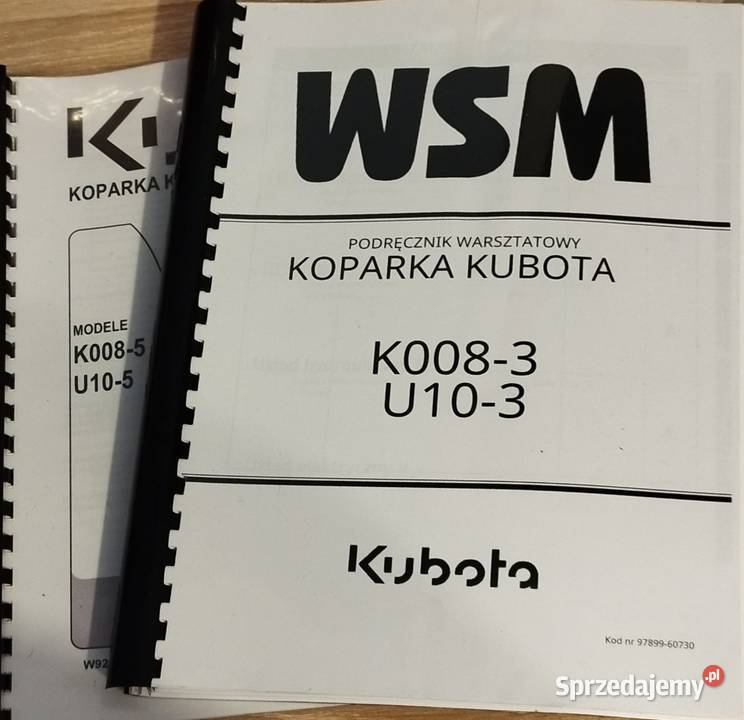 KOPARKA
MODELE
K008-5
U10-5
WSM
PODRĘCZNIK WARSZTATOWY
KOPARKA KUBOTA
K008-3
U10-3
Kubota
Kod nr 97899-60730
Sprzedajemy.pl